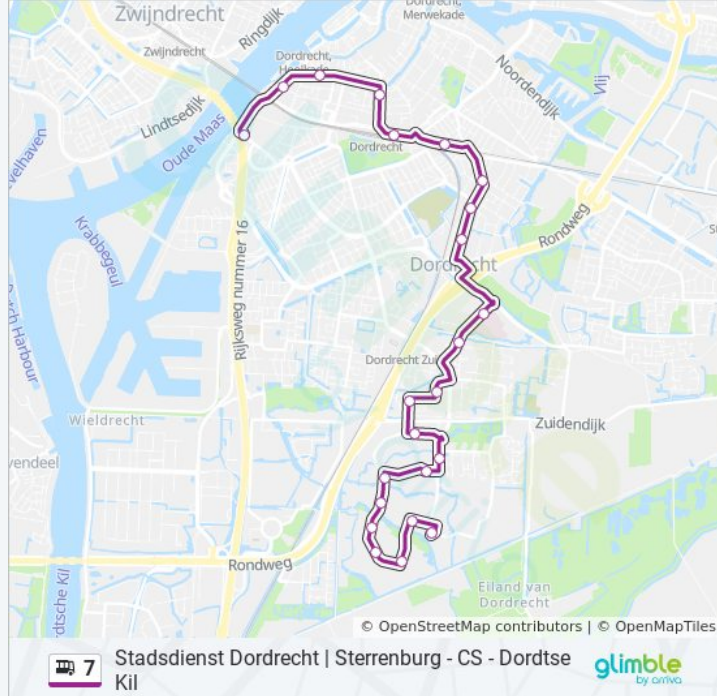 Zwijndrecht
Dordrecht,
Merwekade
Ringdijk
Zwijndrecht
Dordrecht,
Noordendijk
Vlij
Lindtsedijk
Oude Maas
Dordrecht
Krabbegeul
Rijksweg nummer 16
Rondweg
Dordrecht
Dordrecht Zui
Wieldrecht
Zuidendijk
Rondweg
Eiland van
Dordrecht
© OpenStreetMap contributors | © OpenMapTiles
7
Stadsdienst Dordrecht | Sterrenburg - CS - Dordtse
Kil
glimble
by arriva